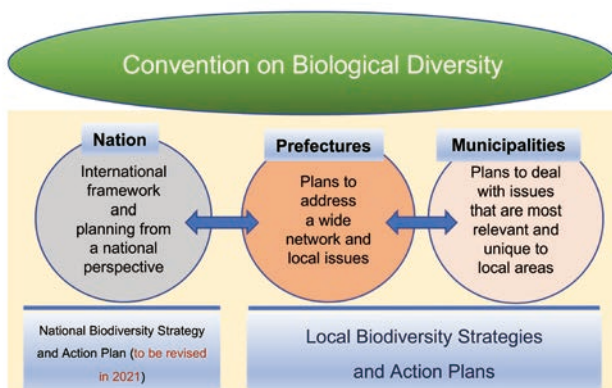 Convention on Biological Diversity
Nation
International
framework
and
planning from
a national
perspective
Prefectures
Plans to
address
a wide
network and
local issues
Municipalities
Plans to deal
with issues
that are most
relevant and
unique to
local areas
National Biodiversity Strategy
and Action Plan (to be revised
in 2021)
Local Biodiversity Strategies
and Action Plans